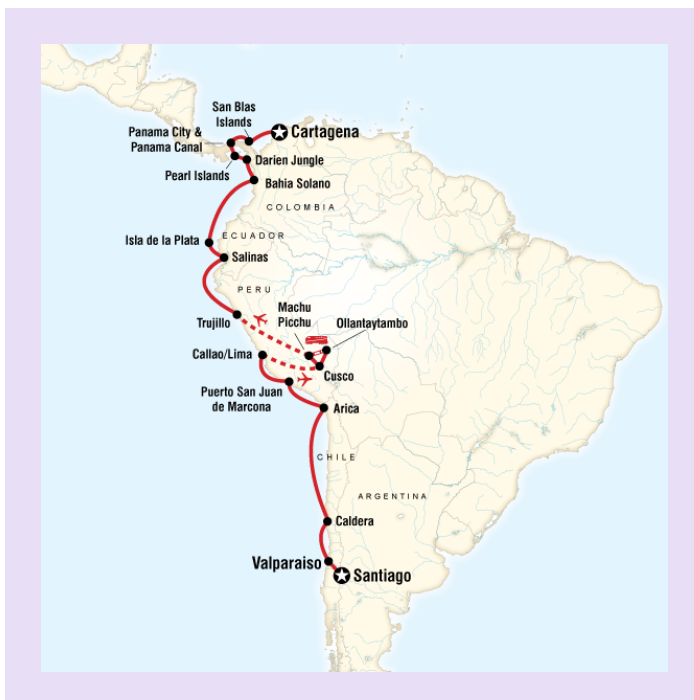 San Blas
Islands
Cartagena
Panama City &
Panama Canal
Darien Jungle
Pearl Islands
Bahia Solano
COLOMBIA
Isla de la Plata
ECUADOR
Salinas
PERU
Machu
Picchu
Ollantaytambo
Trujillo
Callao/Lima
Cusco
Puerto San Juan
de Marcona
Arica
CHILE
ARGENTINA
Caldera
Valparaiso
Santiago